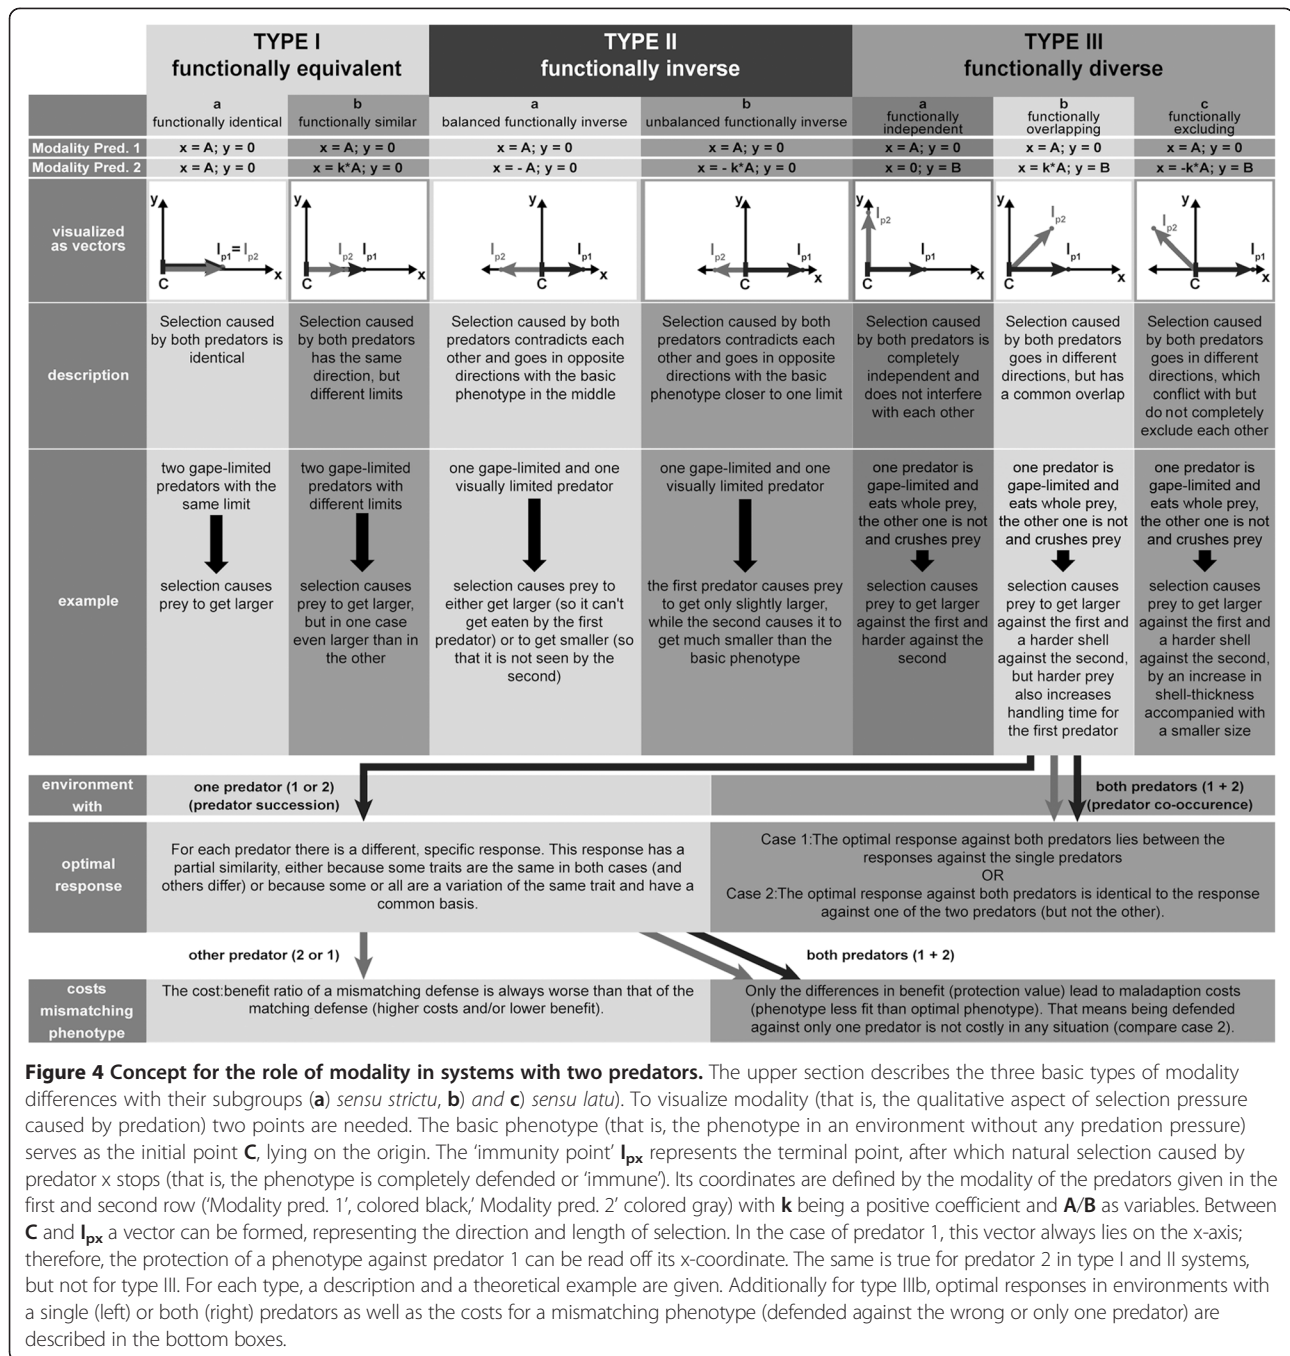 TYPE I
functionally equivalent
TYPE II
functionally inverse
TYPE III
functionally diverse
a
functionally identical
b
functionally similar
a
balanced functionally inverse
b
unbalanced functionally inverse
a
functionally
independent
b
functionally
overlapping
c
functionally
excluding
Modality Pred. 1
x = A; y = 0
x = A; y = 0
x = A; y = 0
x = A; y = 0
x = A; y = 0
x = A; y = 0
x = A; y = 0
Modality Pred. 2
x = A; y = 0
x = k*A; y = 0
x = - A; y = 0
x = - k*A; y = 0
x = 0; y = B
x = k*A; y = B
x = -k*A; y = B
visualized
as vectors
y
Ip1= Ip2
x
C
y
Ip2 Ip1
x
C
y
Ip2
Ip1
x
C
y
Ip2
Ip1
x
C
y
Ip2
Ip1
x
C
y
Ip2
Ip1
x
C
y
Ip2
Ip1
x
C
description
Selection caused
by both predators is
identical
Selection caused
by both predators
has the same
direction, but
different limits
Selection caused by both
predators contradicts each
other and goes in opposite
directions with the basic
phenotype in the middle
Selection caused by both
predators contradicts each
other and goes in opposite
directions with the basic
phenotype closer to one limit
Selection caused
by both predators is
completely
independent and
does not interfere
with each other
Selection caused
by both predators
goes in different
directions, but has
a common overlap
Selection caused
by both predators
goes in different
directions, which
conflict with but
do not completely
exclude each other
example
two gape-limited
predators with the
same limit
selection causes
prey to get larger
two gape-limited
predators with
different limits
selection causes
prey to get larger,
but in one case
even larger than in
the other
one gape-limited and one
visually limited predator
selection causes prey to
either get larger (so it can't
get eaten by the first
predator) or to get smaller (so
that it is not seen by the
second)
one gape-limited and one
visually limited predator
the first predator causes prey
to get only slightly larger,
while the second causes it to
get much smaller than the
basic phenotype
one predator is
gape-limited and
eats whole prey,
the other one is not
and crushes prey
selection causes
prey to get larger
against the first and
harder against the
second
one predator is
gape-limited and
eats whole prey,
the other one is not
and crushes prey
selection causes
prey to get larger
against the first and
a harder shell
against the second,
but harder prey
also increases
handling time for
the first predator
one predator is
gape-limited and
eats whole prey,
the other one is not
and crushes prey
selection causes
prey to get larger
against the first and
a harder shell
against the second,
by an increase in
shell-thickness
accompanied with
a smaller size
environment
with
one predator (1 or 2)
(predator succession)
both predators (1 + 2)
(predator co-occurence)
optimal
response
For each predator there is a different, specific response. This response has a
partial similarity, either because some traits are the same in both cases (and
others differ) or because some or all are a variation of the same trait and have a
common basis.
Case 1:The optimal response against both predators lies between the
responses against the single predators
OR
Case 2:The optimal response against both predators is identical to the response
against one of the two predators (but not the other).
other predator (2 or 1)
both predators (1 + 2)
costs
mismatching
phenotype
The cost:benefit ratio of a mismatching defense is always worse than that of the
matching defense (higher costs and/or lower benefit).
Only the differences in benefit (protection value) lead to maladaption costs
(phenotype less fit than optimal phenotype). That means being defended
against only one predator is not costly in any situation (compare case 2).
Figure 4 Concept for the role of modality in systems with two predators. The upper section describes the three basic types of modality
differences with their subgroups (a) sensu strictu, b) and c) sensu latu). To visualize modality (that is, the qualitative aspect of selection pressure
caused by predation) two points are needed. The basic phenotype (that is, the phenotype in an environment without any predation pressure)
serves as the initial point C, lying on the origin. The ‘immunity point’ Ipx represents the terminal point, after which natural selection caused by
predator x stops (that is, the phenotype is completely defended or ‘immune’). Its coordinates are defined by the modality of the predators given in the
first and second row (‘Modality pred. 1’, colored black,’ Modality pred. 2’ colored gray) with k being a positive coefficient and A/B as variables. Between
C and Ipx a vector can be formed, representing the direction and length of selection. In the case of predator 1, this vector always lies on the x-axis;
therefore, the protection of a phenotype against predator 1 can be read off its x-coordinate. The same is true for predator 2 in type I and II systems,
but not for type III. For each type, a description and a theoretical example are given. Additionally for type IIIb, optimal responses in environments with
a single (left) or both (right) predators as well as the costs for a mismatching phenotype (defended against the wrong or only one predator) are
described in the bottom boxes.